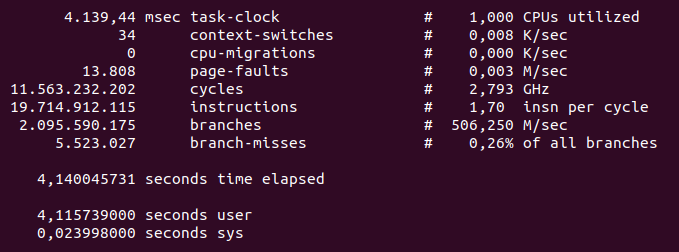 4.139,44 msec task-clock # 1,000 CPUs utilized
34 context-switches # 0,008 K/sec
0 cpu-migrations # 0,000 K/sec
13.808 page-faults # 0,003 M/sec
11.563.232.202 cycles # 2,793 GHz
19.714.912.115 instructions # 1,70 insn per cycle
2.095.590.175 branches # 506,250 M/sec
5.523.027 branch-misses # 0,26% of all branches
4,140045731 seconds time elapsed
4,115739000 seconds user
0,023998000 seconds sys